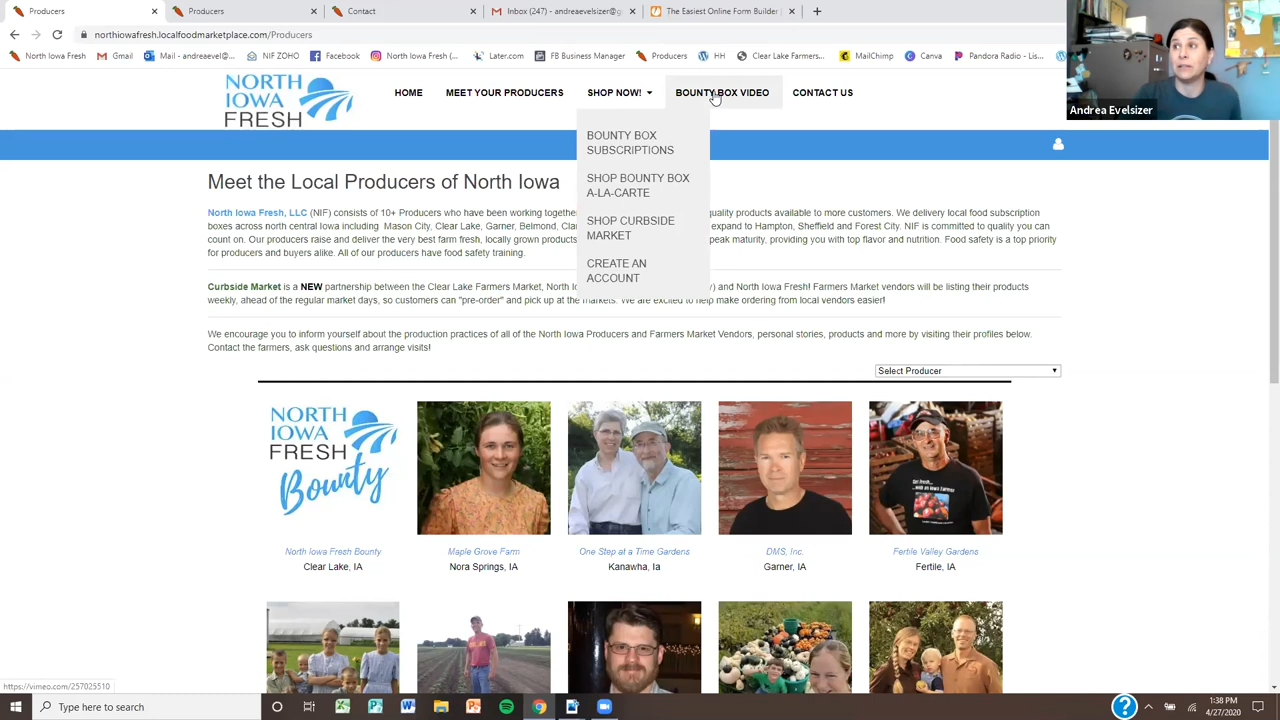 Producers
Producers
Contact
Inbox (247) - andreaevelsizer@g
The Easiest Online Form Builder
northiowafresh.localfoodmarketplace.com/Producers
North Iowa Fresh
Gmail
Mail - andreaevel@...
NIF ZOHO
Facebook
North Iowa Fresh (...
Later.com
FB Business Manager
Producers
HH
Clear Lake Farmers...
MailChimp
Canva
Pandora Radio - Lis...
NORTH
IOWA
FRESH
HOME
MEET YOUR PRODUCERS
SHOP NOW!
BOUNTY BOX VIDEO
CONTACT US
Andrea Evelsizer
BOUNTY BOX
SUBSCRIPTIONS
SHOP BOUNTY BOX
A-LA-CARTE
SHOP CURBSIDE
MARKET
CREATE AN
ACCOUNT
Meet the Local Producers of North Iowa
North Iowa Fresh, LLC (NIF) consists of 10+ Producers who have been working together quality products available to more customers. We delivery local food subscription
boxes across north central Iowa including Mason City, Clear Lake, Garner, Belmond, expand to Hampton, Sheffield and Forest City. NIF is committed to quality you can
count on. Our producers raise and deliver the very best farm fresh, locally grown products peak maturity, providing you with top flavor and nutrition. Food safety is a top priority
for producers and buyers alike. All of our producers have food safety training.
Curbside Market is a NEW partnership between the Clear Lake Farmers Market, North and North Iowa Fresh! Farmers Market vendors will be listing their products
weekly, ahead of the regular market days, so customers can "pre-order" and pick up at the markets. We are excited to help make ordering from local vendors easier!
We encourage you to inform yourself about the production practices of all of the North Iowa Producers and Farmers Market Vendors, personal stories, products and more by visiting their profiles below.
Contact the farmers, ask questions and arrange visits!
Select Producer
NORTH
IOWA
FRESH
Bounty
North Iowa Fresh Bounty
Clear Lake, IA
Maple Grove Farm
Nora Springs, IA
One Step at a Time Gardens
Kanawha, Ia
DMS, Inc.
Garner, IA
Fertile Valley Gardens
Fertile, IA
https://vimeo.com/257025510
Type here to search
1:38 PM
4/27/2020